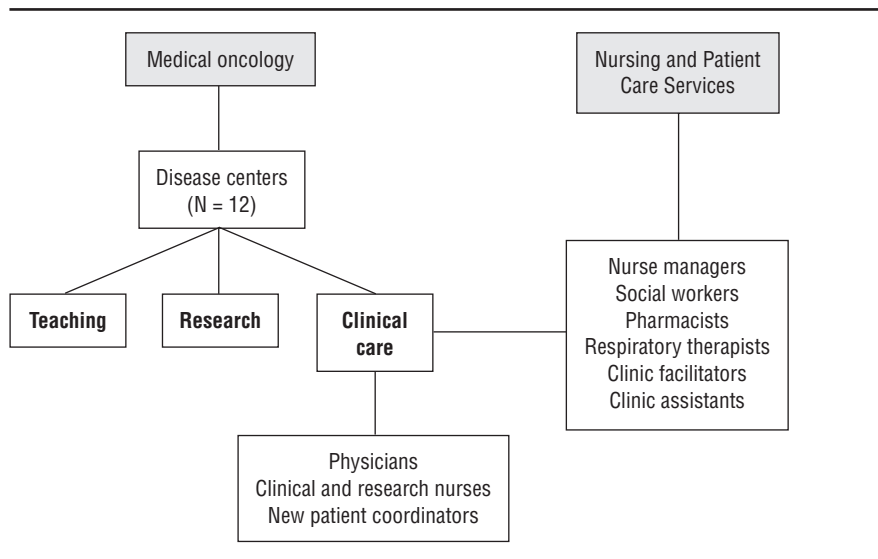 Medical oncology
Nursing and Patient
Care Services
Disease centers
(N = 12)
Teaching
Research
Clinical
care
Nurse managers
Social workers
Pharmacists
Respiratory therapists
Clinic facilitators
Clinic assistants
Physicians
Clinical and research nurses
New patient coordinators